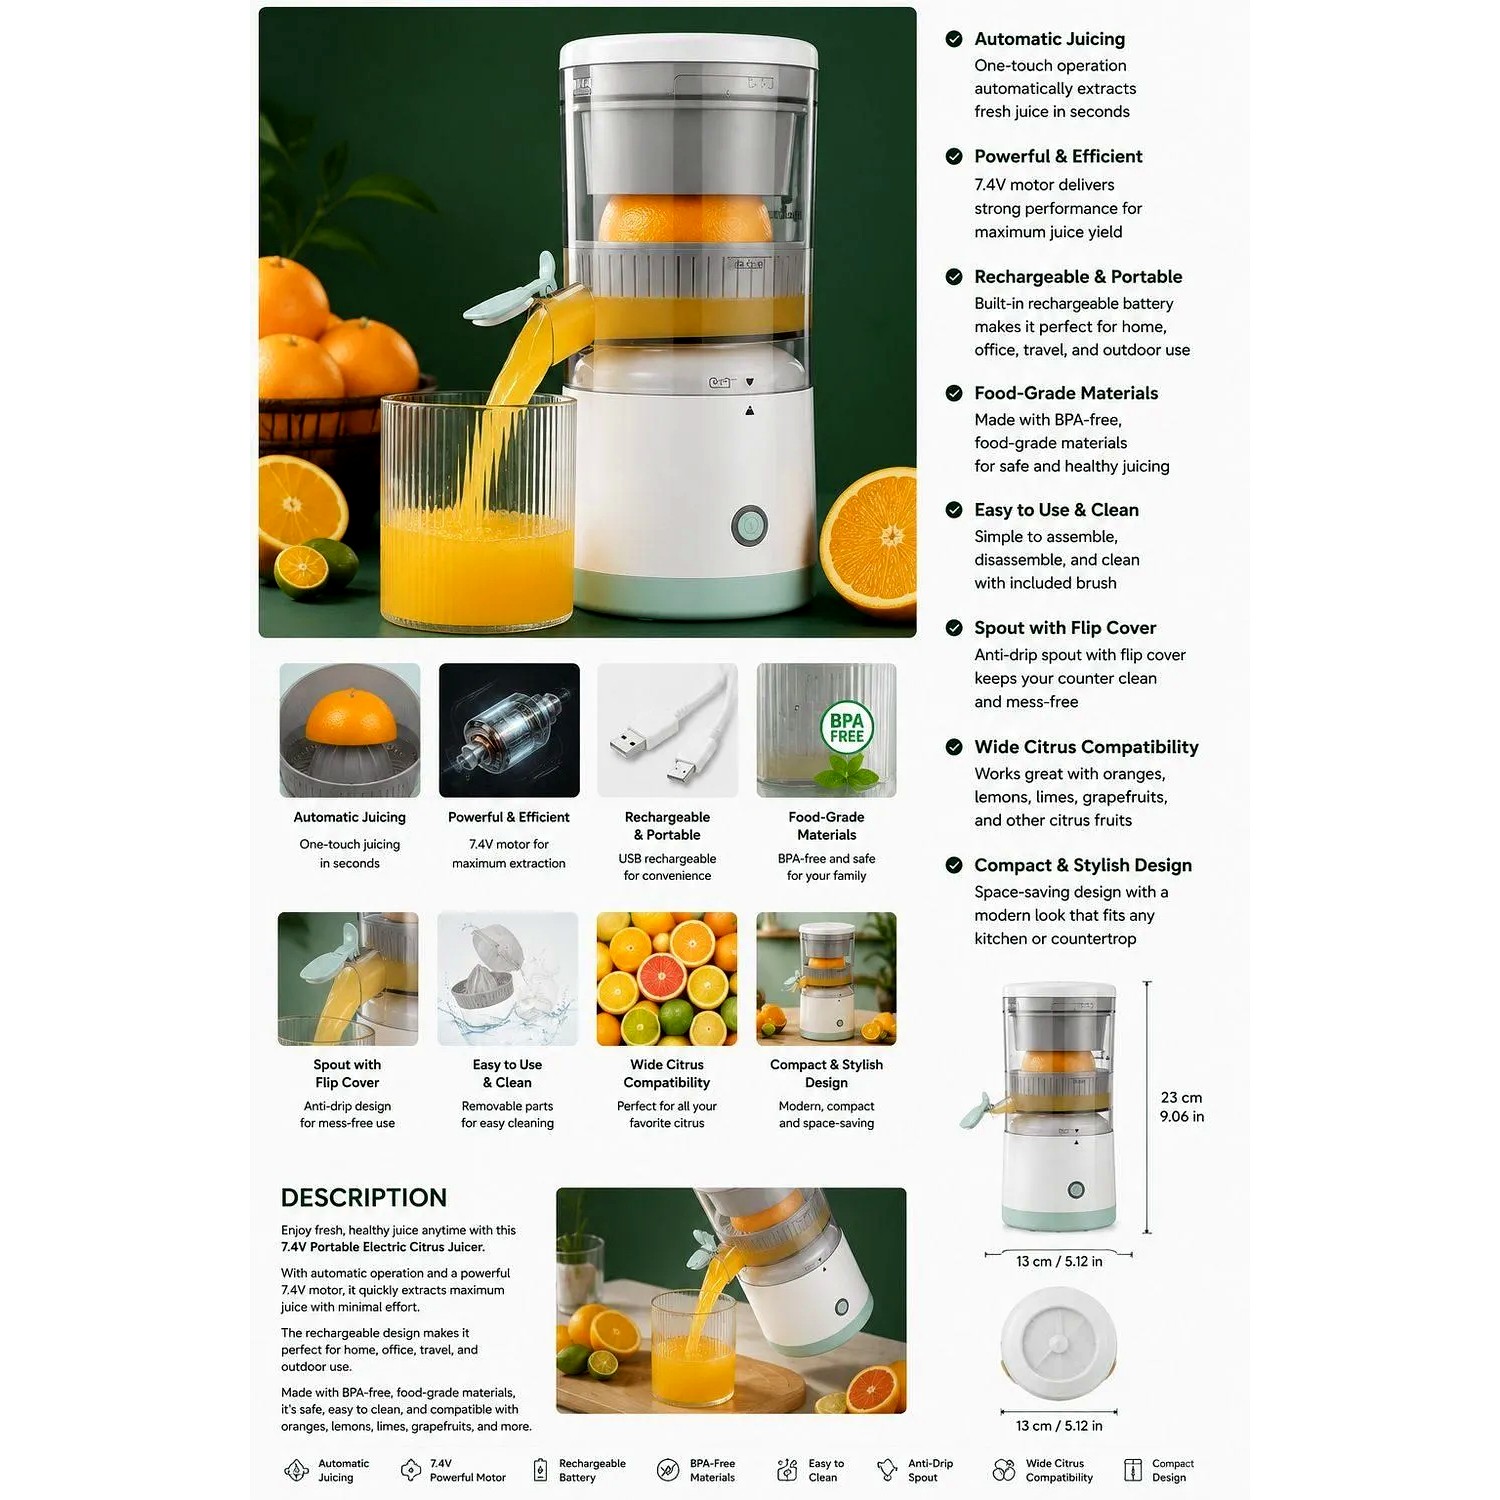 Automatic Juicing
One-touch operation
automatically extracts
fresh juice in seconds
Powerful & Efficient
7.4V motor delivers
strong performance for
maximum juice yield
Rechargeable & Portable
Built-in rechargeable battery
makes it perfect for home,
office, travel, and outdoor use
Food-Grade Materials
Made with BPA-free,
food-grade materials
for safe and healthy juicing
Easy to Use & Clean
Simple to assemble,
disassemble, and clean
with included brush
Spout with Flip Cover
Anti-drip spout with flip cover
keeps your counter clean
and mess-free
Wide Citrus Compatibility
Works great with oranges,
lemons, limes, grapefruits,
and other citrus fruits
Compact & Stylish Design
Space-saving design with a
modern look that fits any
kitchen or countertop
BPA
FREE
Automatic Juicing
One-touch juicing
in seconds
Powerful & Efficient
7.4V motor for
maximum extraction
Rechargeable
& Portable
USB rechargeable
for convenience
Food-Grade
Materials
BPA-free and safe
for your family
Spout with
Flip Cover
Anti-drip design
for mess-free use
Easy to Use
& Clean
Removable parts
for easy cleaning
Wide Citrus
Compatibility
Perfect for all your
favorite citrus
Compact & Stylish
Design
Modern, compact
and space-saving
23 cm
9.06 in
13 cm / 5.12 in
13 cm / 5.12 in
DESCRIPTION
Enjoy fresh, healthy juice anytime with this
7.4V Portable Electric Citrus Juicer.
With automatic operation and a powerful
7.4V motor, it quickly extracts maximum
juice with minimal effort.
The rechargeable design makes it
perfect for home, office, travel, and
outdoor use.
Made with BPA-free, food-grade materials,
it's safe, easy to clean, and compatible with
oranges, lemons, limes, grapefruits, and more.
Automatic
Juicing
7.4V
Powerful Motor
Rechargeable
Battery
BPA-Free
Materials
Easy to
Clean
Anti-Drip
Spout
Wide Citrus
Compatibility
Compact
Design